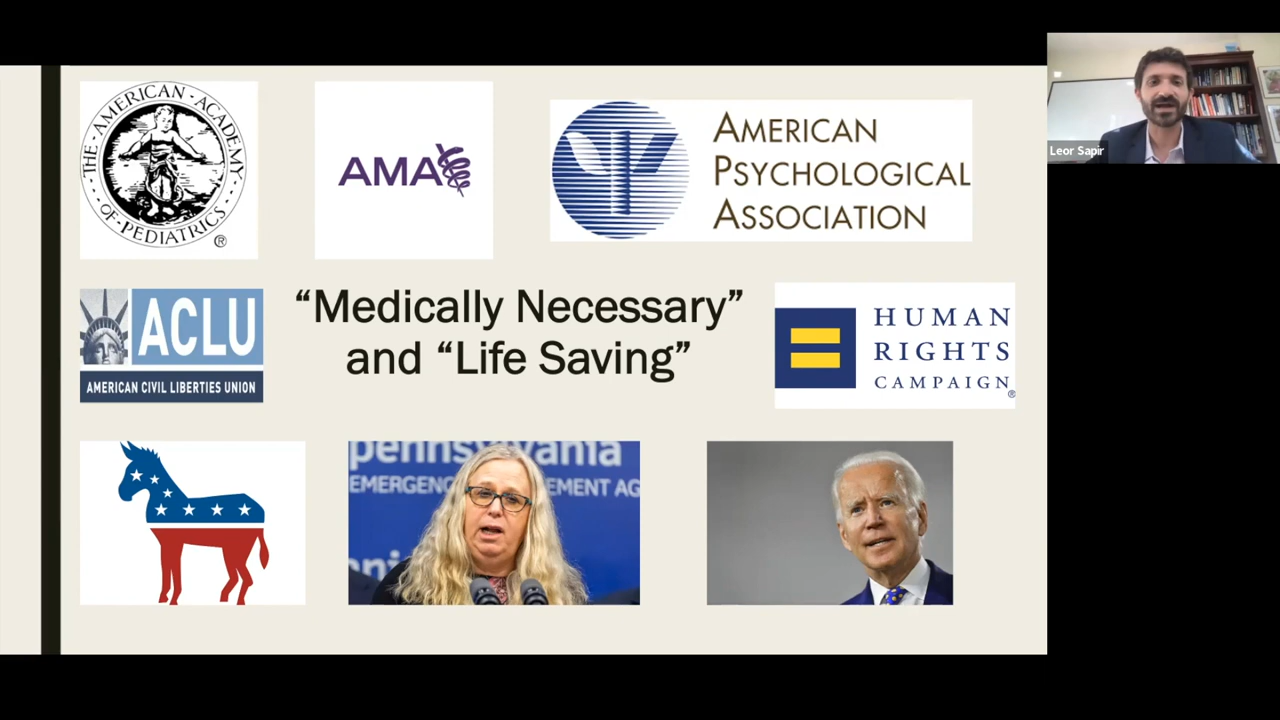 THE · AMERICAN · ACADEMY · OF · PEDIATRICS ·
®
AMA
AMERICAN
PSYCHOLOGICAL
ASSOCIATION
Leor Sapir
ACLU
AMERICAN CIVIL LIBERTIES UNION
“Medically Necessary”
and “Life Saving”
HUMAN
RIGHTS
CAMPAIGN®
pennsylvania
EMERGENC EMENT AG